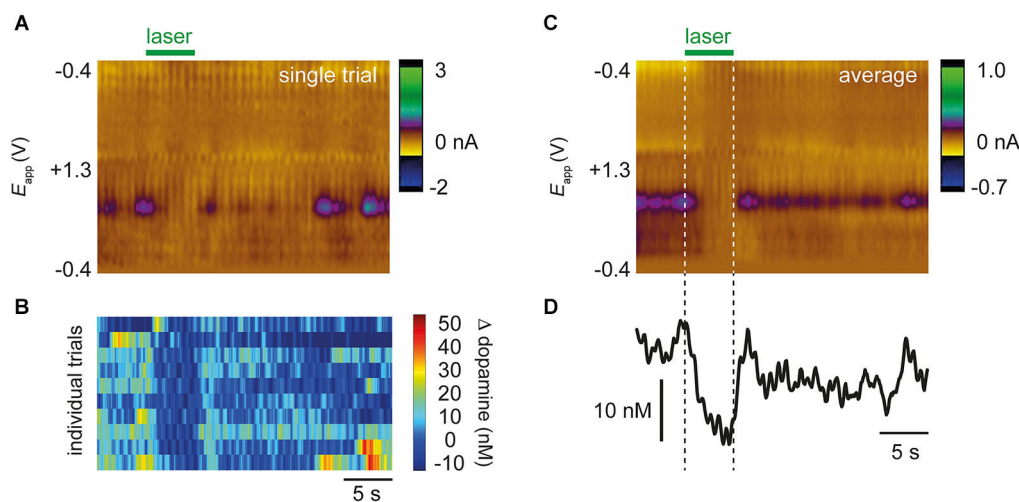 A
laser
single trial
-0.4
+1.3
-0.4
E app (V)
3
0 nA
-2
B
individual trials
50
40
30
20
10
0
-10
Δ dopamine (nM)
5 s
C
laser
average
-0.4
+1.3
-0.4
E app (V)
1.0
0 nA
-0.7
D
10 nM
5 s